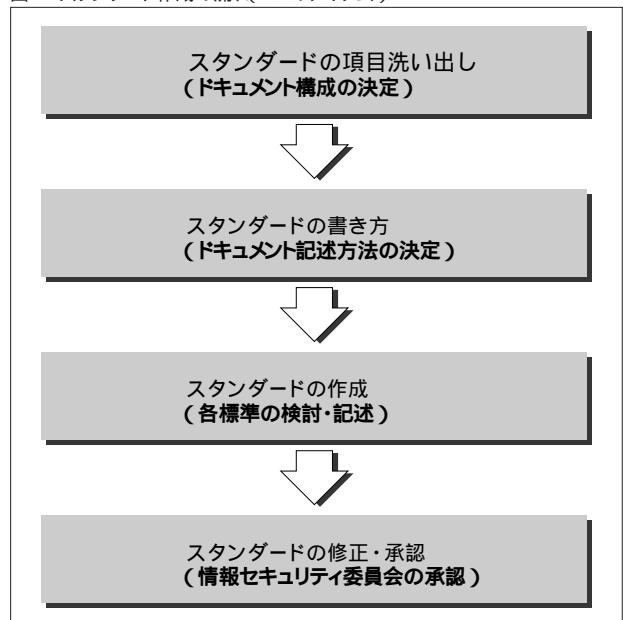 スタンダードの項目洗い出し
(ドキュメント構成の決定)
スタンダードの書き方
(ドキュメント記述方法の決定)
スタンダードの作成
(各標準の検討・記述)
スタンダードの修正・承認
(情報セキュリティ委員会の承認)